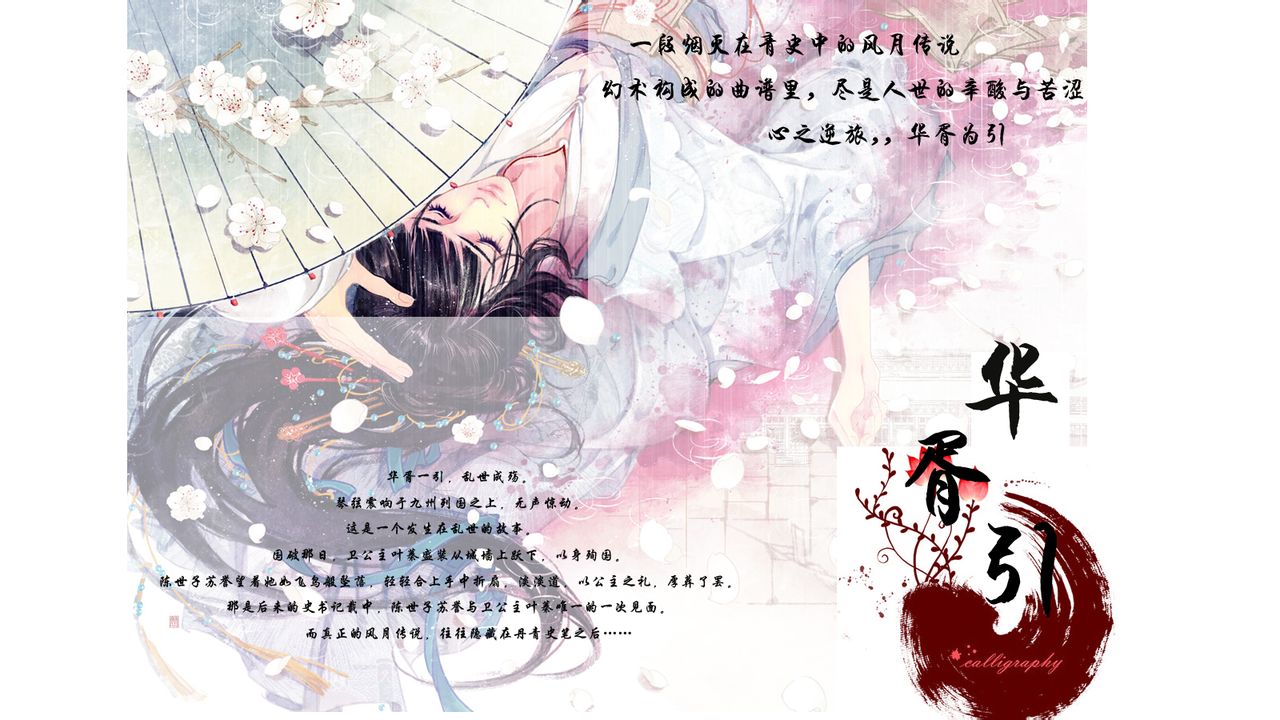 一段烟灭在青史中的风月传说
幻术构成的曲谱里，尽是人世的辛酸与苦涩
心之逆旅，，华胥为引
华胥引
华胥一引，乱世成殇。
琴弦震响于九州列国之上，无声惊动。
这是一个发生在乱世的故事。
国破那日，卫公主叶蓁盛装从城墙上跃下，以身殉国。
陈世子苏誉望着她如飞鸟般坠落，轻轻合上手中折扇，淡淡道，以公主之礼，厚葬了罢。
那是后来的史书记载中，陈世子苏誉与卫公主叶蓁唯一的一次见面。
而真正的风月传说，往往隐藏在丹青史笔之后……
calligraphy